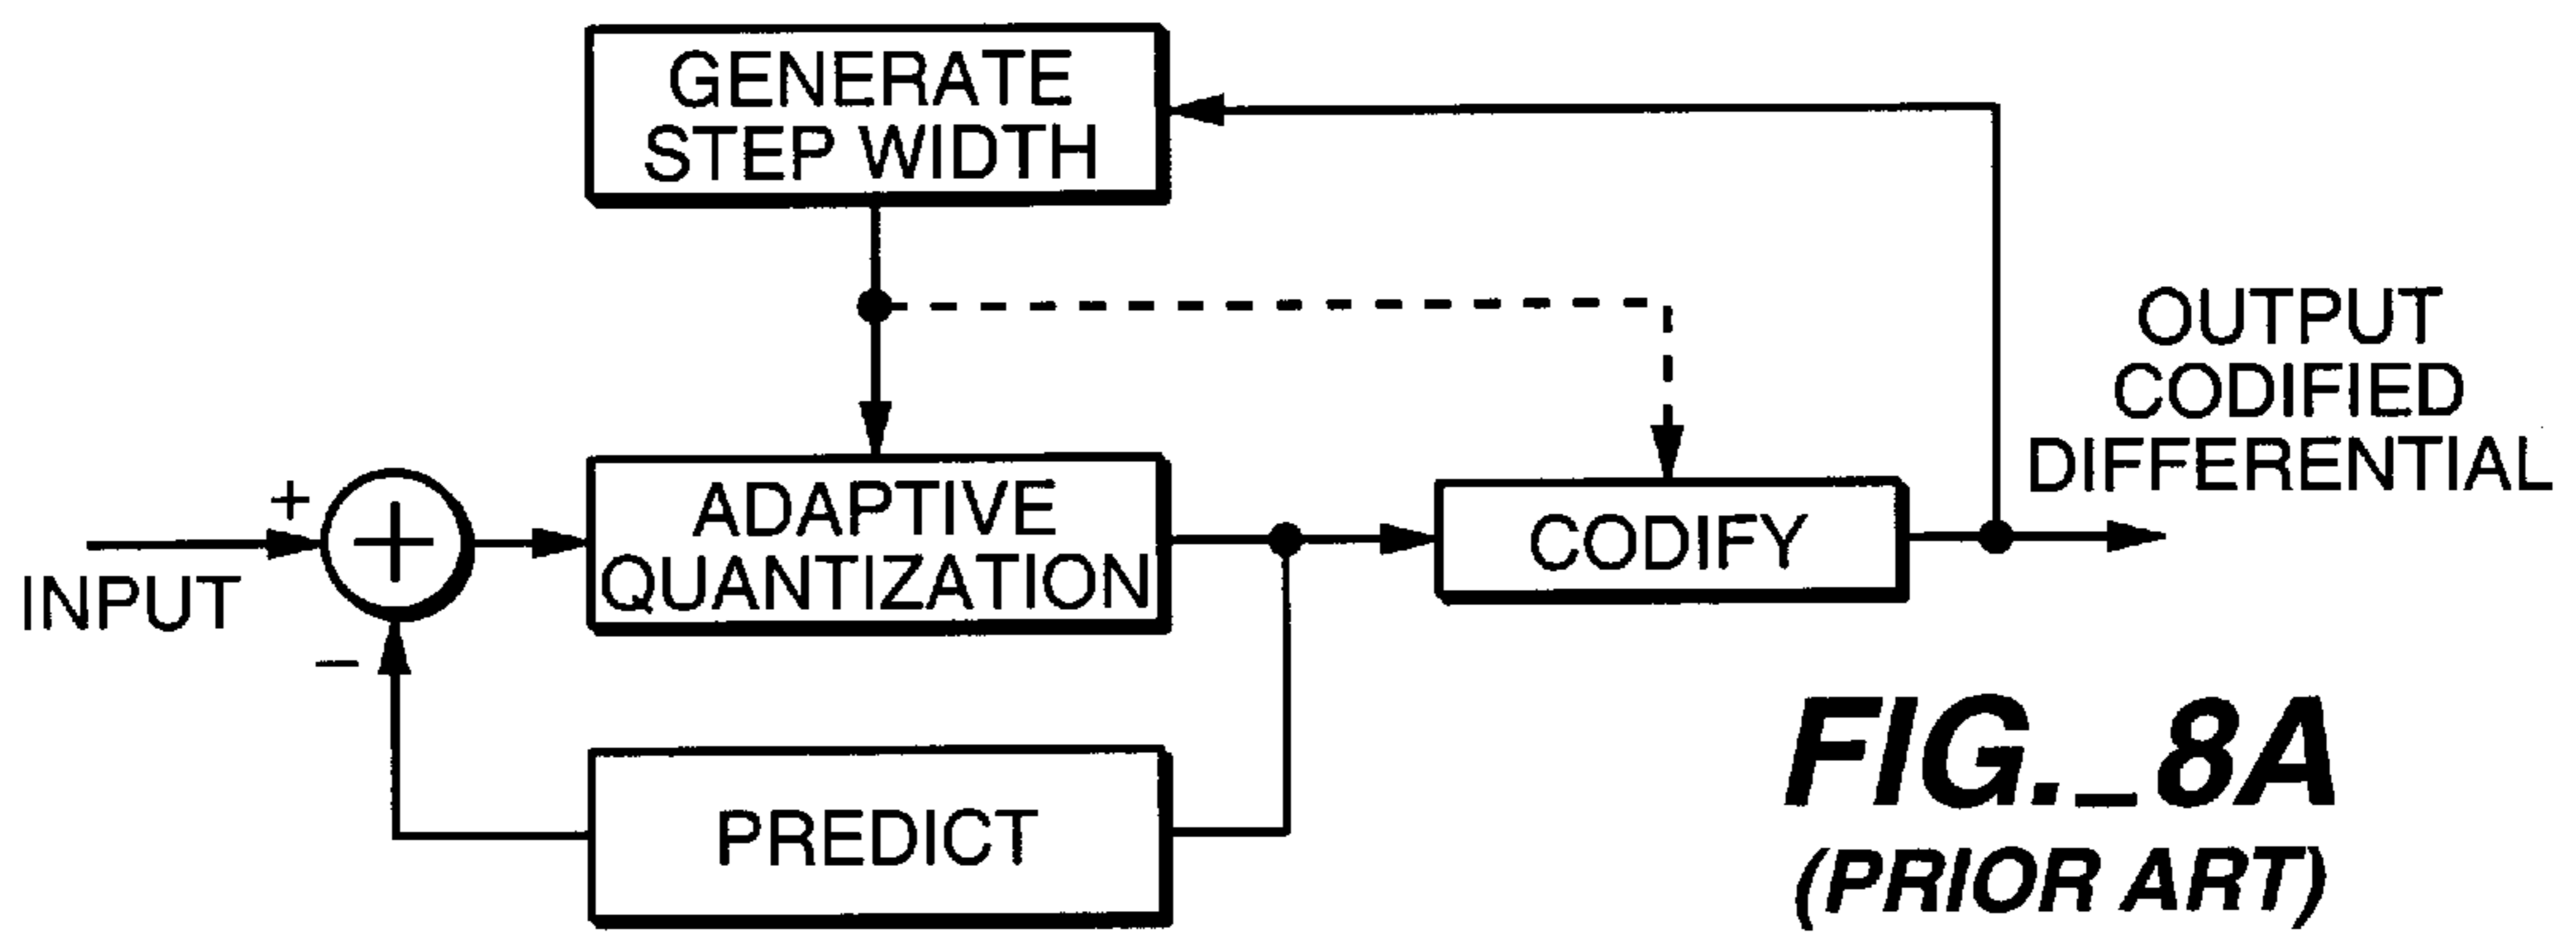 GENERATE
STEP WIDTH
OUTPUT
CODIFIED
DIFFERENTIAL
+
INPUT
+
−
ADAPTIVE
QUANTIZATION
CODIFY
PREDICT
FIG._8A
(PRIOR ART)